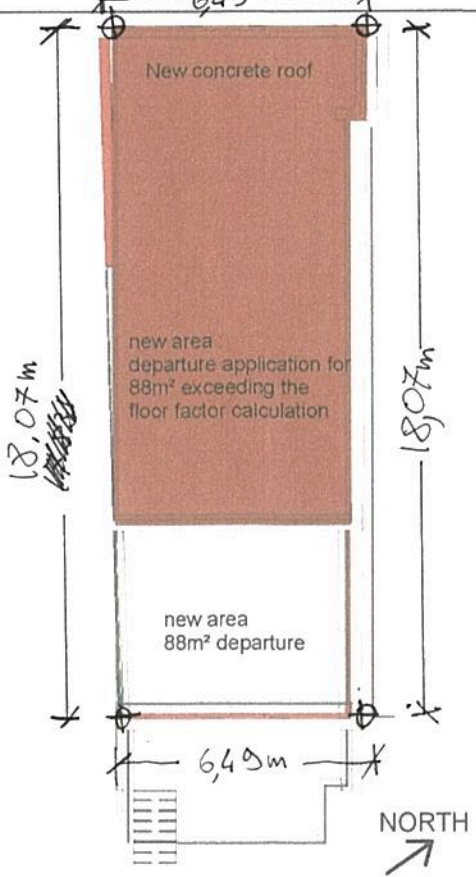 New concrete roof
new area
departure application for
88m² exceeding the
floor factor calculation
18,07m
18,07m
new area
88m² departure
6,49m
NORTH